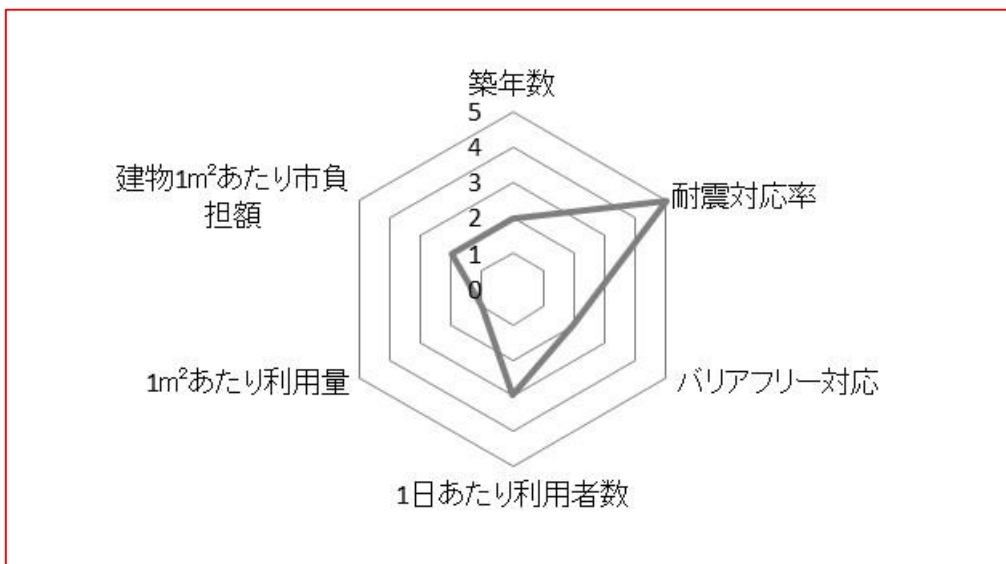 築年数
5
4
3
2
1
0
耐震対応率
バリアフリー対応
1日あたり利用者数
1m²あたり利用量
建物1m²あたり市負
担額